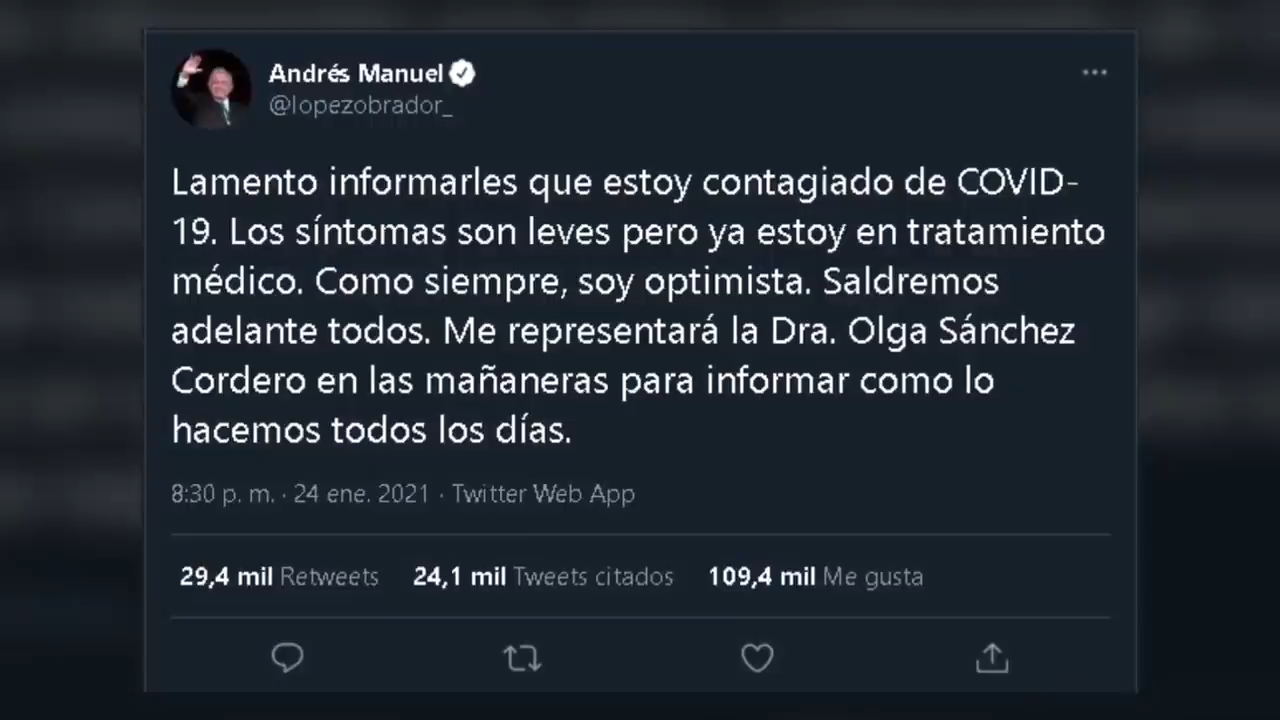 Andrés Manuel
@lopezobrador_
Lamento informarles que estoy contagiado de COVID-
19. Los síntomas son leves pero ya estoy en tratamiento
médico. Como siempre, soy optimista. Saldremos
adelante todos. Me representará la Dra. Olga Sánchez
Cordero en las mañaneras para informar como lo
hacemos todos los días.
8:30 p. m. · 24 ene. 2021 · Twitter Web App
29,4 mil Retweets 24,1 mil Tweets citados 109,4 mil Me gusta